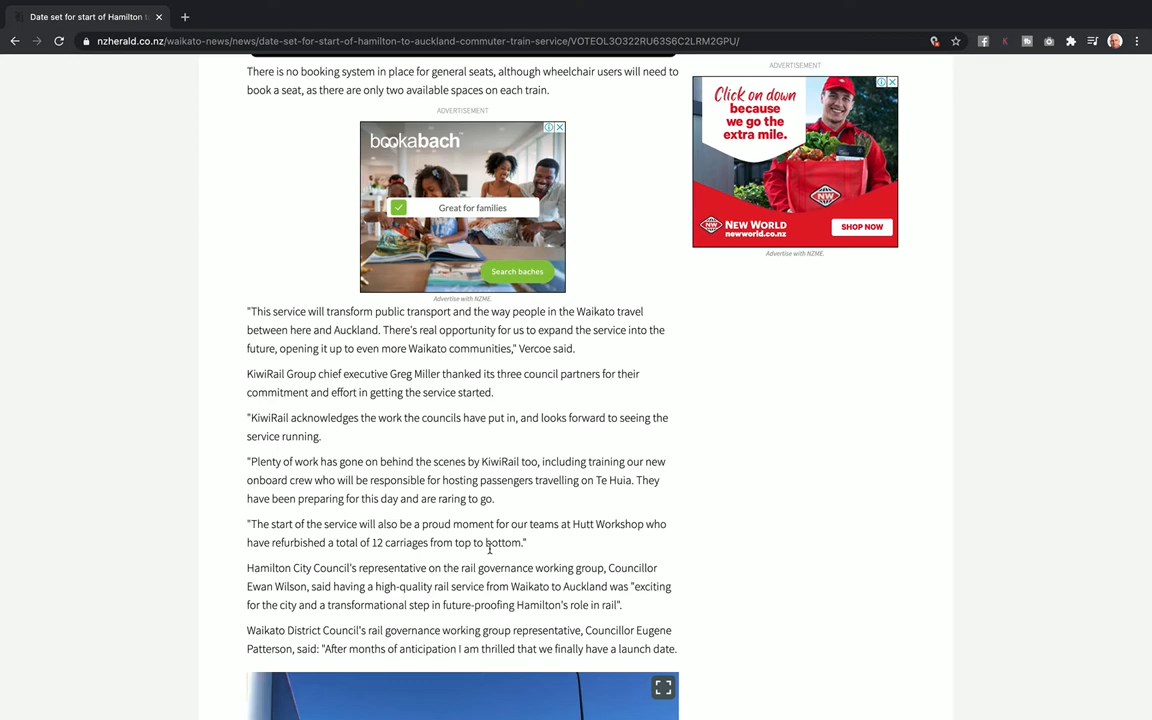 Date set for start of Hamilton t
nzherald.co.nz/waikato-news/news/date-set-for-start-of-hamilton-to-auckland-commuter-train-service/VOTEOL3O322RU63S6C2LRM2GPU/
There is no booking system in place for general seats, although wheelchair users will need to
book a seat, as there are only two available spaces on each train.
ADVERTISEMENT
bookabach
Great for families
Search baches
Advertise with NZME.
"This service will transform public transport and the way people in the Waikato travel
between here and Auckland. There's real opportunity for us to expand the service into the
future, opening it up to even more Waikato communities," Vercoe said.
KiwiRail Group chief executive Greg Miller thanked its three council partners for their
commitment and effort in getting the service started.
"KiwiRail acknowledges the work the councils have put in, and looks forward to seeing the
service running.
"Plenty of work has gone on behind the scenes by KiwiRail too, including training our new
onboard crew who will be responsible for hosting passengers travelling on Te Huia. They
have been preparing for this day and are raring to go.
"The start of the service will also be a proud moment for our teams at Hutt Workshop who
have refurbished a total of 12 carriages from top to bottom."
Hamilton City Council's representative on the rail governance working group, Councillor
Ewan Wilson, said having a high-quality rail service from Waikato to Auckland was "exciting
for the city and a transformational step in future-proofing Hamilton's role in rail".
Waikato District Council's rail governance working group representative, Councillor Eugene
Patterson, said: "After months of anticipation I am thrilled that we finally have a launch date.
ADVERTISEMENT
Click on down
because
we go the
extra mile.
NW
NEW WORLD
newworld.co.nz
SHOP NOW
Advertise with NZME.